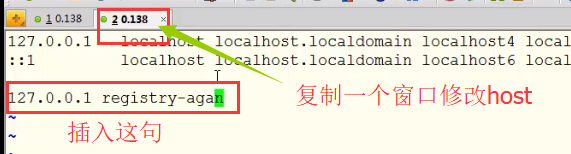 1 0.138 2 0.138 ×
127.0.0.1 localhost localhost.localdomain localhost4 local
::1 localhost localhost.localdomain localhost6 local
127.0.0.1 registry-agan
复制一个窗口修改host
插入这句
~
~